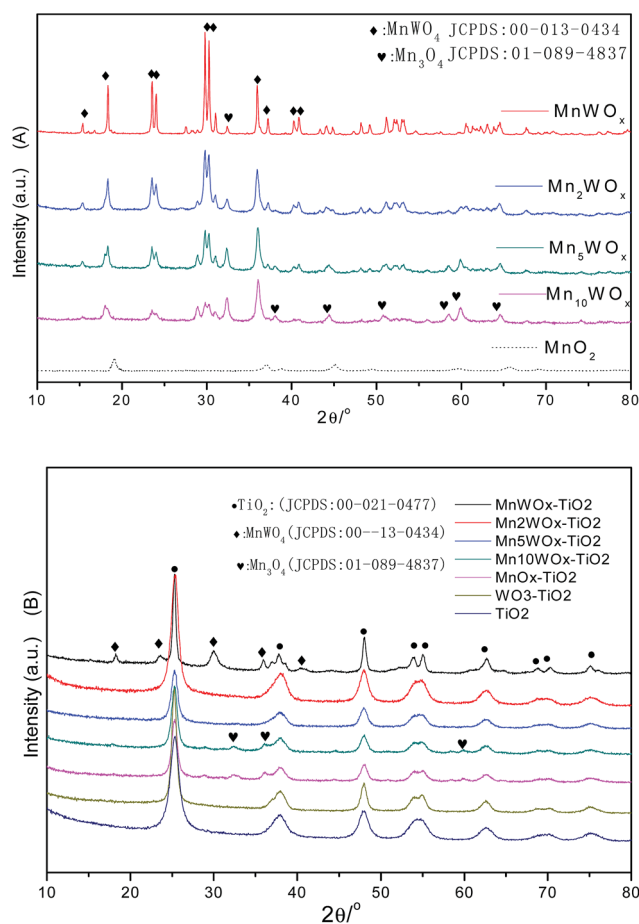 ♦:MnWO₄ JCPDS:00-013-0434
♥:Mn₃O₄ JCPDS:01-089-4837
MnWOₓ
Mn₂WOₓ
Mn₅WOₓ
Mn₁₀WOₓ
MnO₂
Intensity (a.u.) (A)
10 20 30 40 50 60 70 80
2θ/°
●TiO₂:(JCPDS:00-021-0477)
♦:MnWO₄(JCPDS:00--13-0434)
♥:Mn₃O₄(JCPDS:01-089-4837)
MnWOx-TiO2
Mn2WOx-TiO2
Mn5WOx-TiO2
Mn10WOx-TiO2
MnOx-TiO2
WO3-TiO2
TiO2
Intensity (a.u.) (B)
10 20 30 40 50 60 70 80
2θ/°